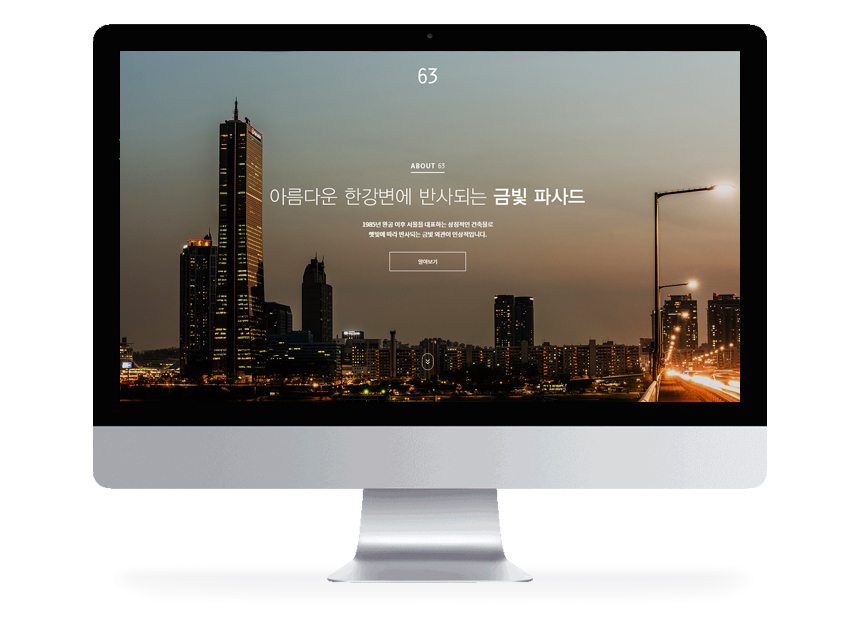 63
ABOUT 63
아름다운 한강변에 반사되는 금빛 파사드
1985년 완공 이후 서울을 대표하는 상징적인 건축물로
햇빛에 따라 반사되는 금빛 외관이 인상적입니다.
알아보기